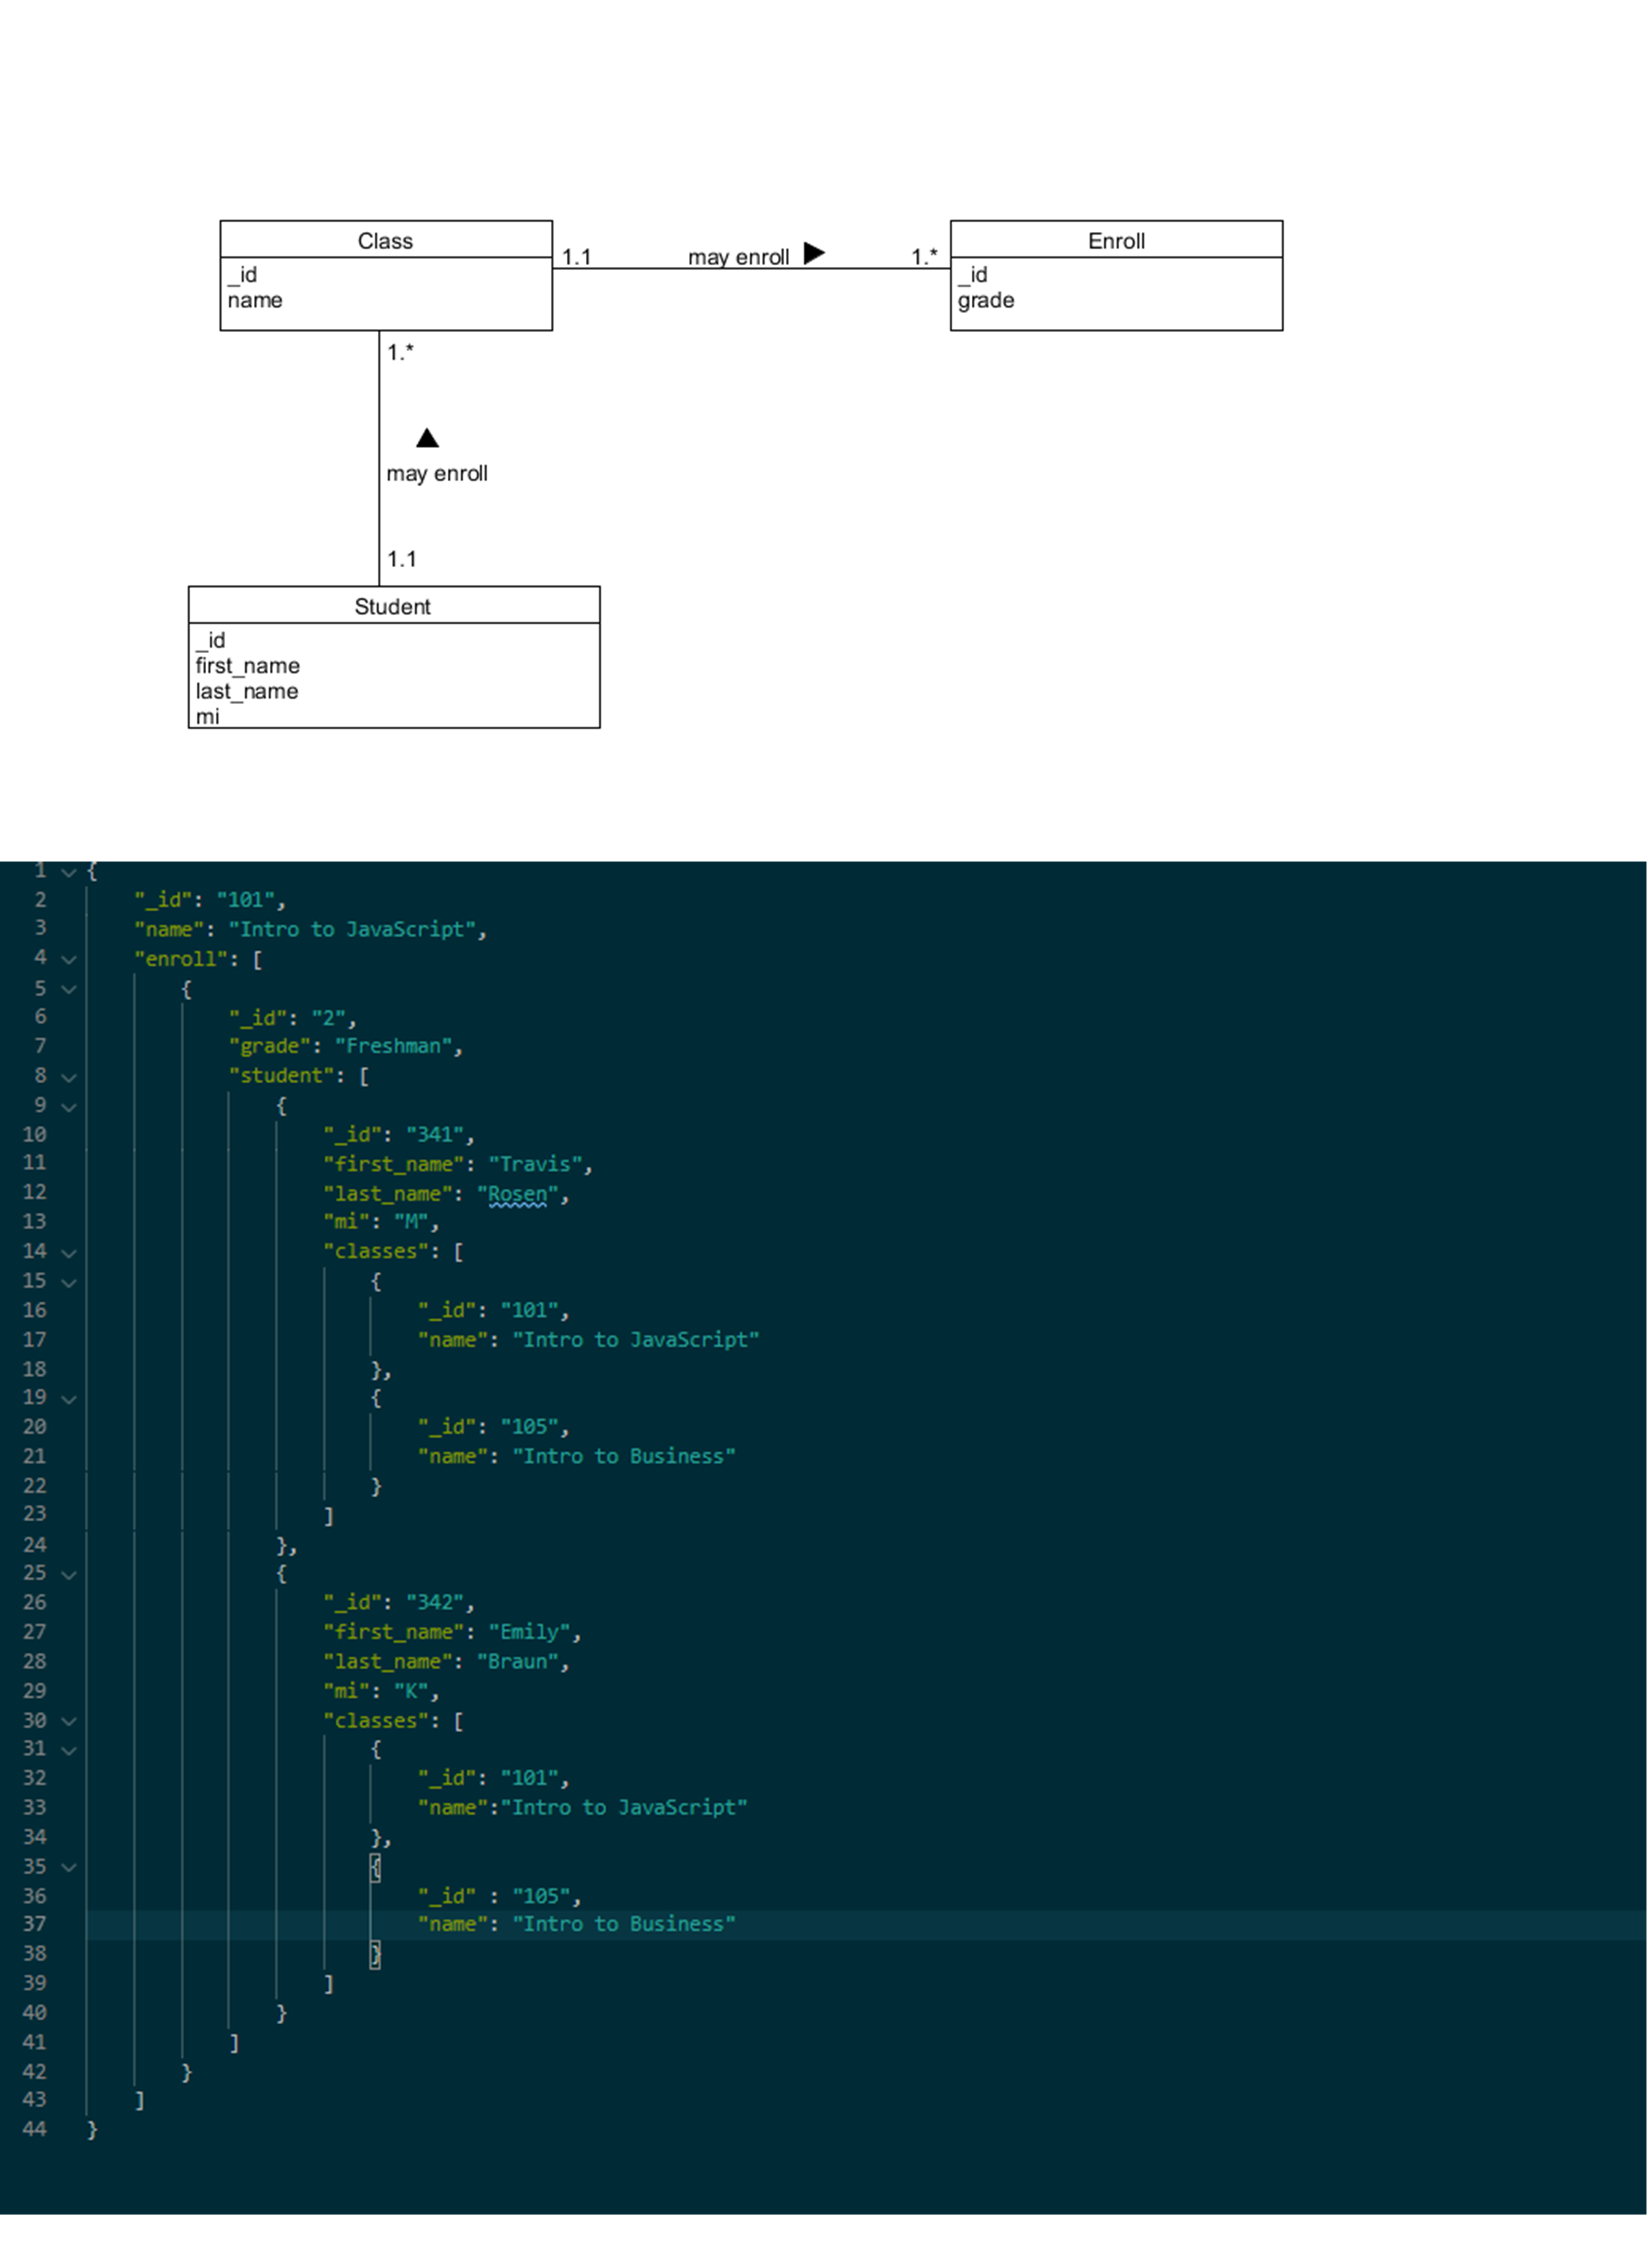 Class
_id
name
1.1
may enroll
1.*
Enroll
_id
grade
1.*
may enroll
1.1
Student
_id
first_name
last_name
mi
1 {
2 "_id": "101",
3 "name": "Intro to JavaScript",
4 "enroll": [
5 {
6 "_id": "2",
7 "grade": "Freshman",
8 "student": [
9 {
10 "_id": "341",
11 "first_name": "Travis",
12 "last_name": "Rosen",
13 "mi": "M",
14 "classes": [
15 {
16 "_id": "101",
17 "name": "Intro to JavaScript"
18 },
19 {
20 "_id": "105",
21 "name": "Intro to Business"
22 }
23 ]
24 },
25 {
26 "_id": "342",
27 "first_name": "Emily",
28 "last_name": "Braun",
29 "mi": "K",
30 "classes": [
31 {
32 "_id": "101",
33 "name":"Intro to JavaScript"
34 },
35 {
36 "_id" : "105",
37 "name": "Intro to Business"
38 }
39 ]
40 }
41 ]
42 }
43 ]
44 }